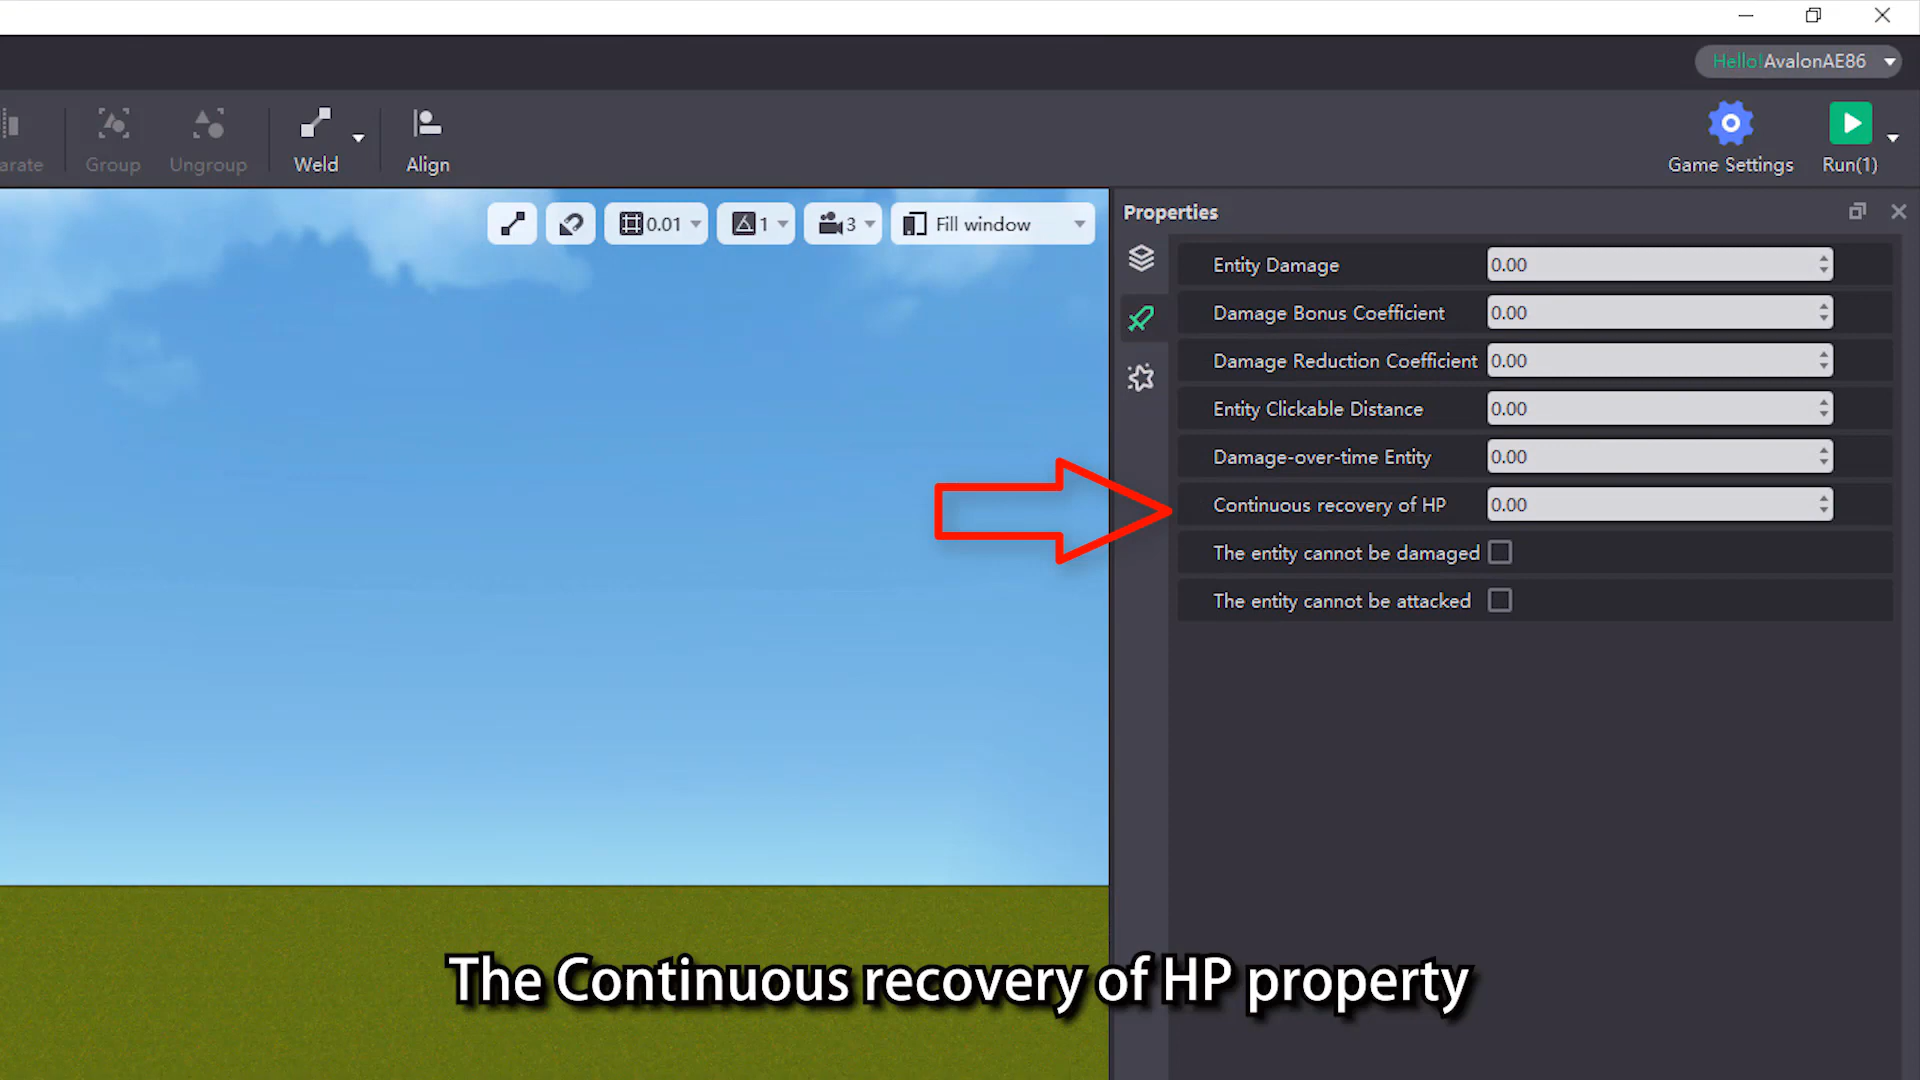 Hello!AvalonAE86
arate
Group
Ungroup
Weld
Align
Game Settings
Run(1)
0.01
1
3
Fill window
Properties
Entity Damage 0.00
Damage Bonus Coefficient 0.00
Damage Reduction Coefficient 0.00
Entity Clickable Distance 0.00
Damage-over-time Entity 0.00
Continuous recovery of HP 0.00
The entity cannot be damaged
The entity cannot be attacked
The Continuous recovery of HP property